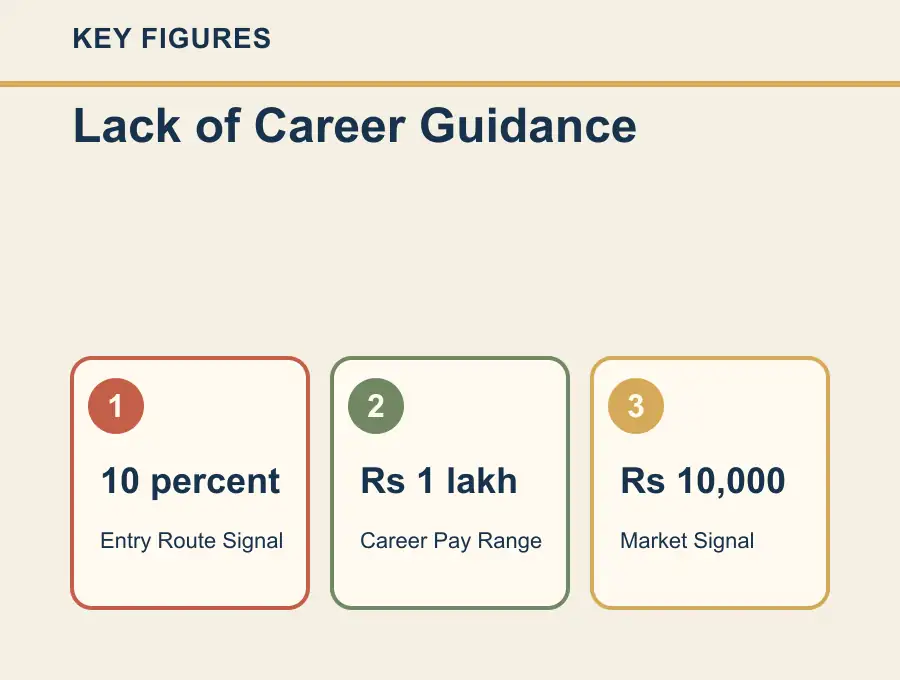 KEY FIGURES
Lack of Career Guidance
1
10 percent
Entry Route Signal
2
Rs 1 lakh
Career Pay Range
3
Rs 10,000
Market Signal